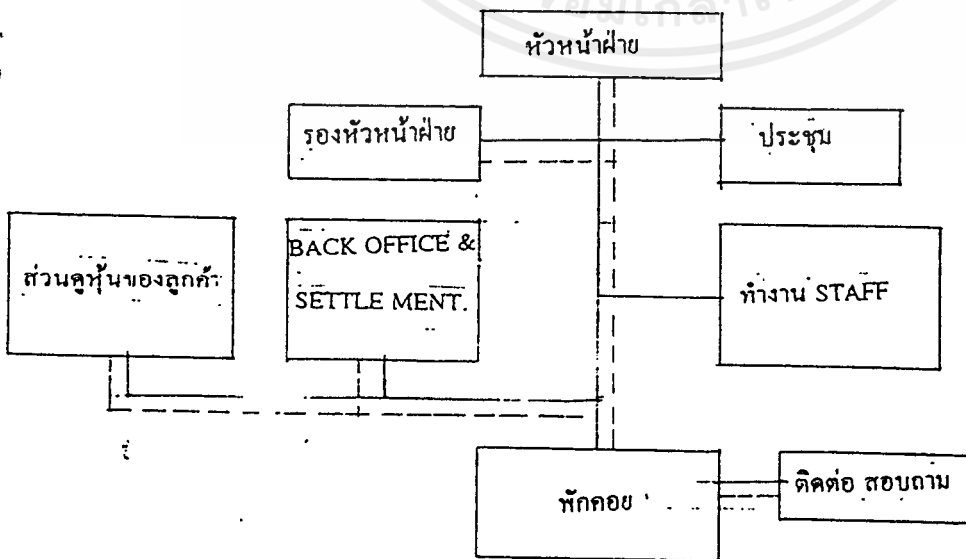 หัวหน้าฝ่าย
รองหัวหน้าฝ่าย
ประชุม
ส่วนดูหุ้นของลูกค้า
BACK OFFICE &
SETTLE MENT.
ทำงาน STAFF
พักคอย
ติดต่อ สอบถาม